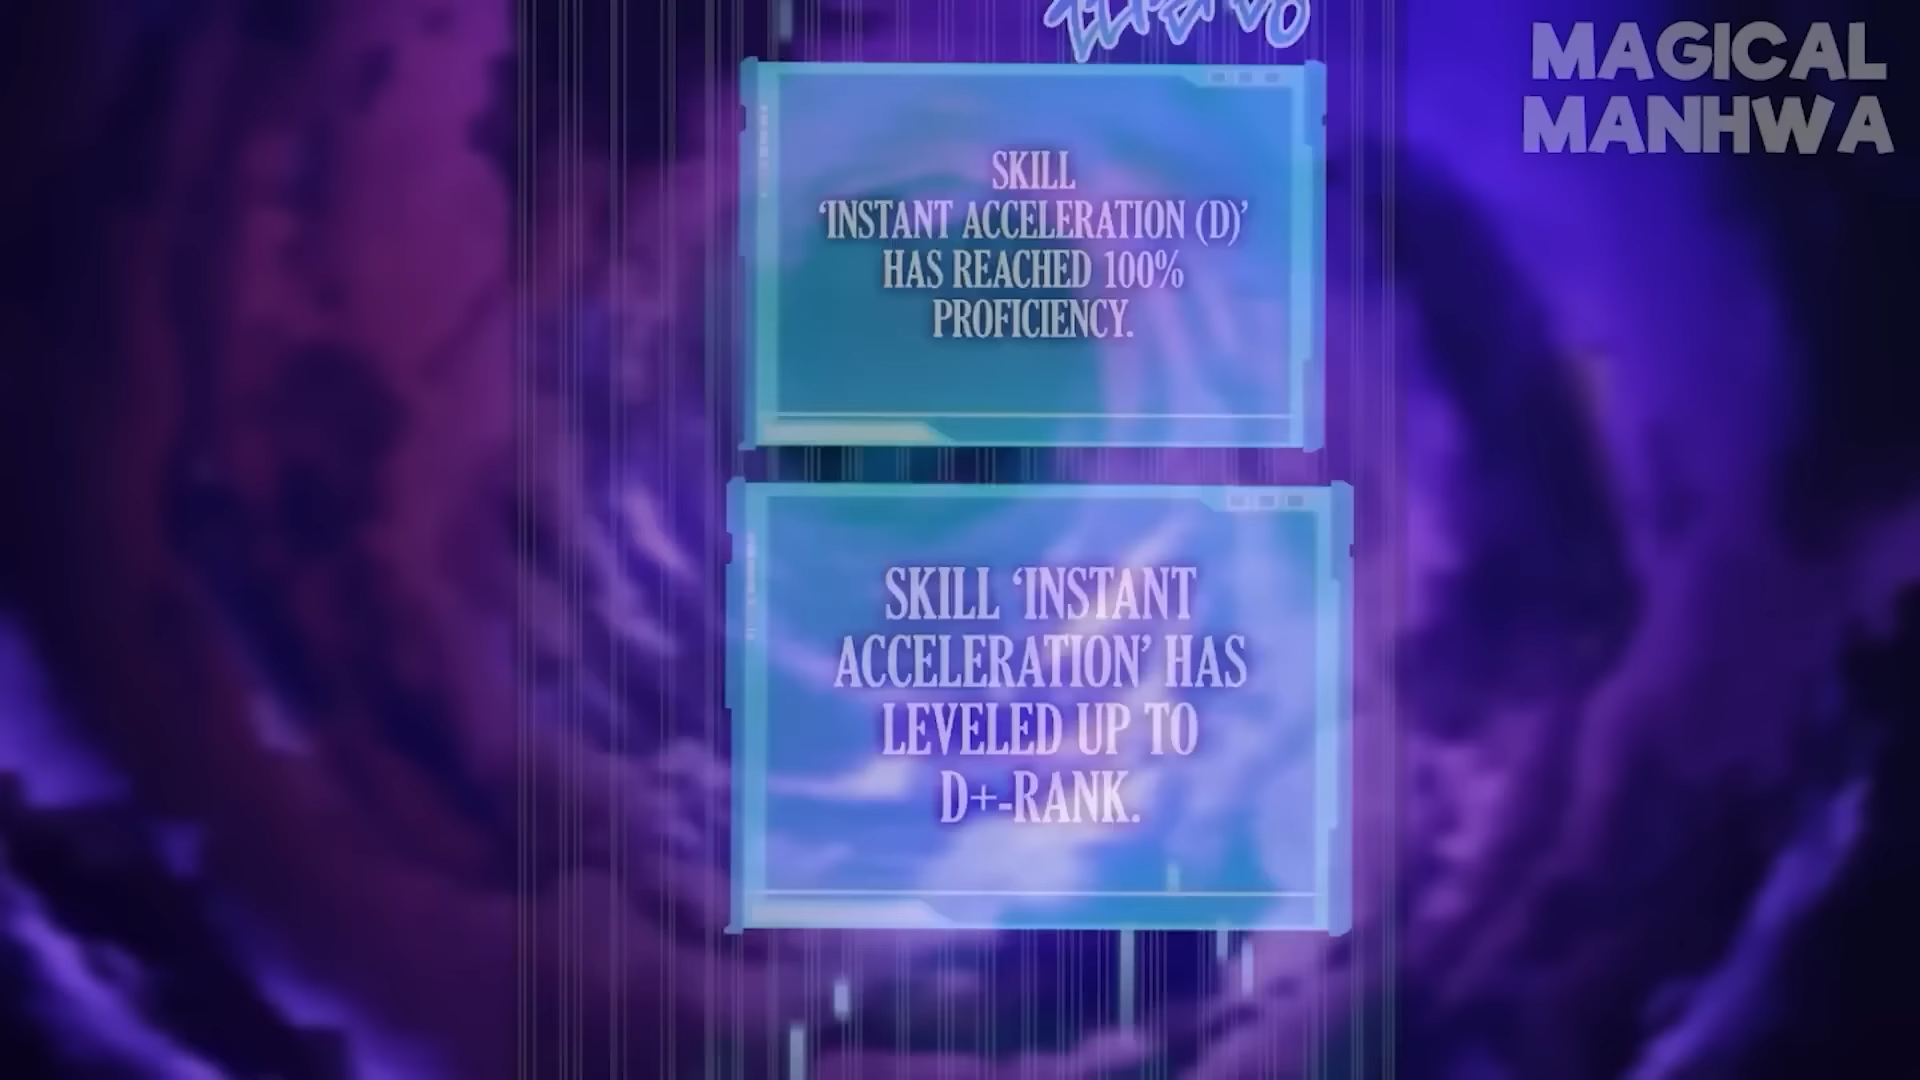 MAGICAL
MANHWA
SKILL
‘INSTANT ACCELERATION (D)’
HAS REACHED 100%
PROFICIENCY.
SKILL ‘INSTANT
ACCELERATION’ HAS
LEVELED UP TO
D+-RANK.